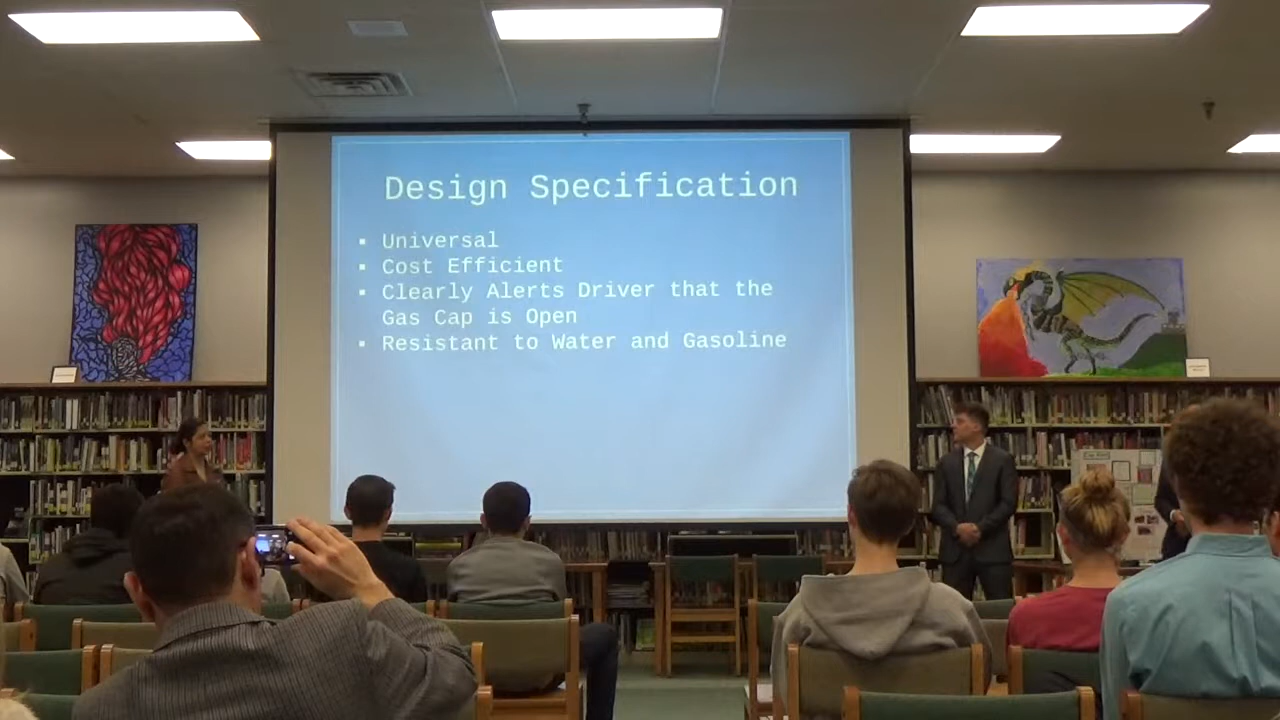 Design Specification
▪ Universal
▪ Cost Efficient
▪ Clearly Alerts Driver that the
Gas Cap is Open
▪ Resistant to Water and Gasoline